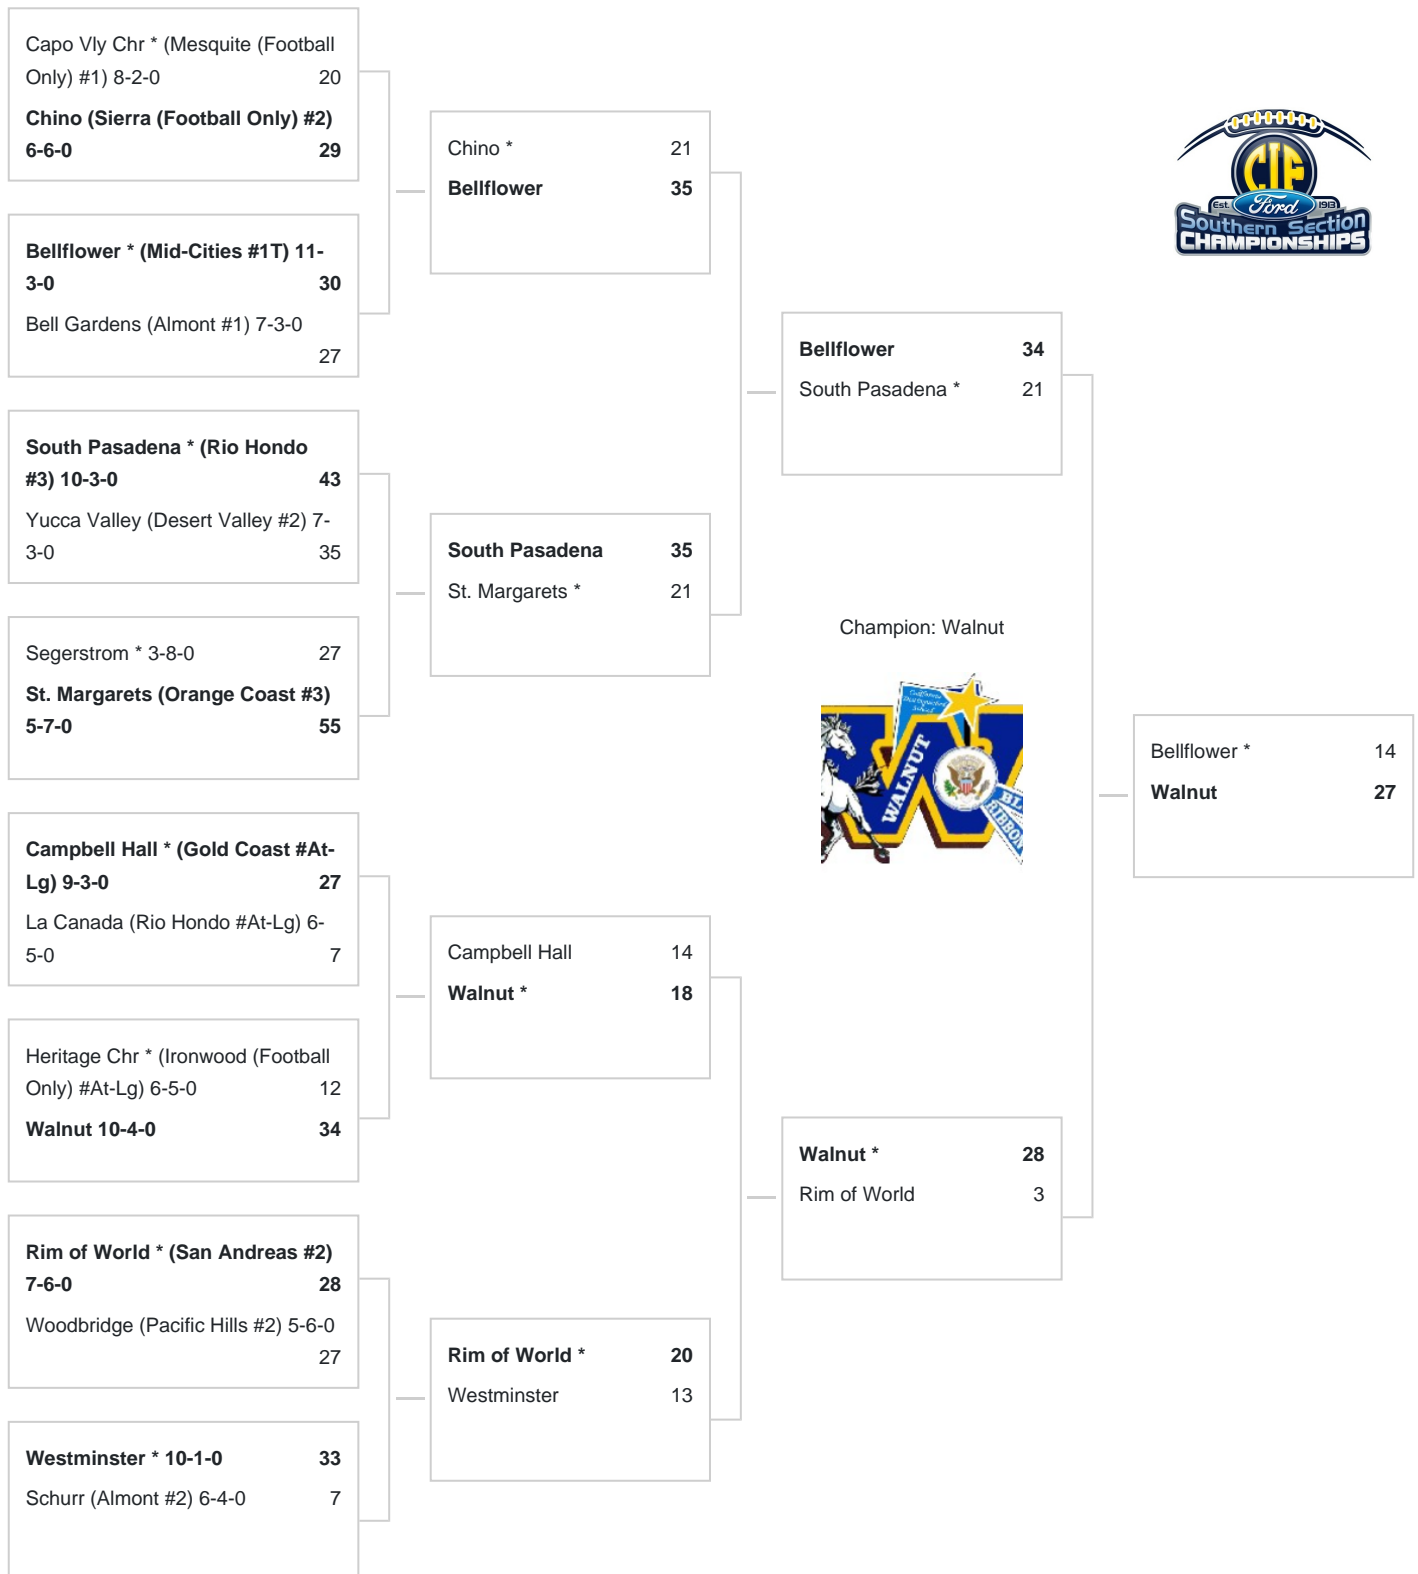 Capo Vly Chr * (Mesquite (Football
Only) #1) 8-2-0 20
Chino (Sierra (Football Only) #2)
6-6-0 29
Bellflower * (Mid-Cities #1T) 11-
3-0 30
Bell Gardens (Almont #1) 7-3-0
27
South Pasadena * (Rio Hondo
#3) 10-3-0 43
Yucca Valley (Desert Valley #2) 7-
3-0 35
Segerstrom * 3-8-0 27
St. Margarets (Orange Coast #3)
5-7-0 55
Campbell Hall * (Gold Coast #At-
Lg) 9-3-0 27
La Canada (Rio Hondo #At-Lg) 6-
5-0 7
Heritage Chr * (Ironwood (Football
Only) #At-Lg) 6-5-0 12
Walnut 10-4-0 34
Rim of World * (San Andreas #2)
7-6-0 28
Woodbridge (Pacific Hills #2) 5-6-0
27
Westminster * 10-1-0 33
Schurr (Almont #2) 6-4-0 7
Chino * 21
Bellflower 35
South Pasadena 35
St. Margarets * 21
Campbell Hall 14
Walnut * 18
Rim of World * 20
Westminster 13
Bellflower 34
South Pasadena * 21
Walnut * 28
Rim of World 3
CIF
Est. Ford 1913
Southern Section
CHAMPIONSHIPS
Champion: Walnut
California
Distinguished
School
WALNUT
BL
RIBBON
Bellflower * 14
Walnut 27